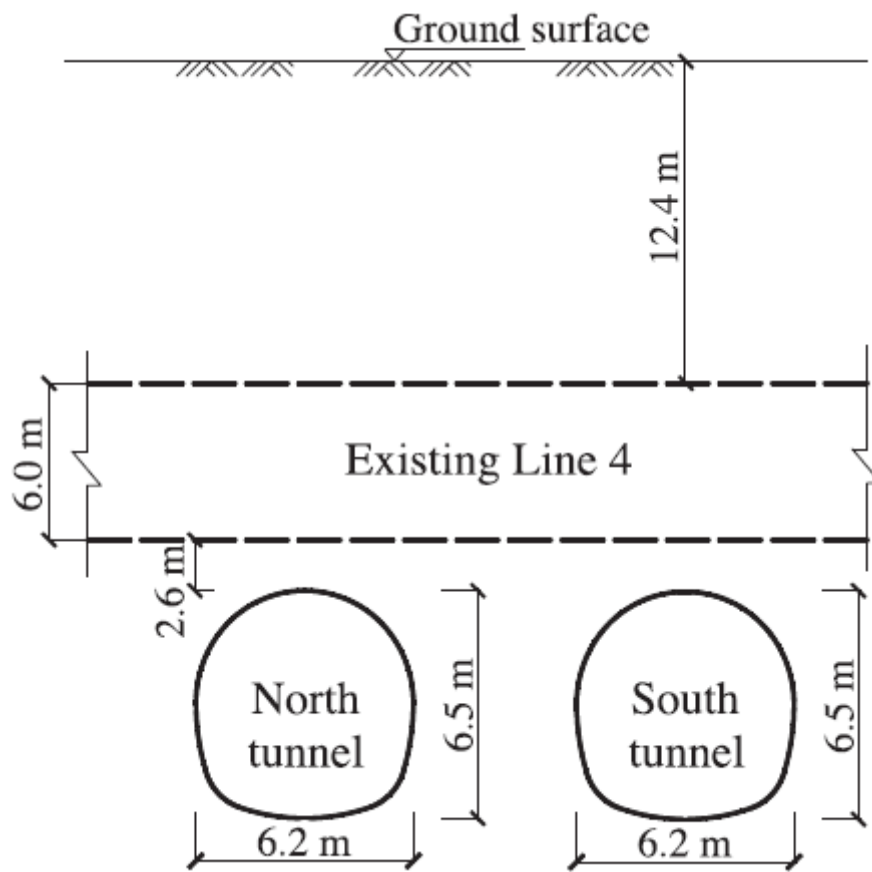 Ground surface
12.4 m
6.0 m
Existing Line 4
2.6 m
North
tunnel
6.5 m
South
tunnel
6.5 m
6.2 m
6.2 m